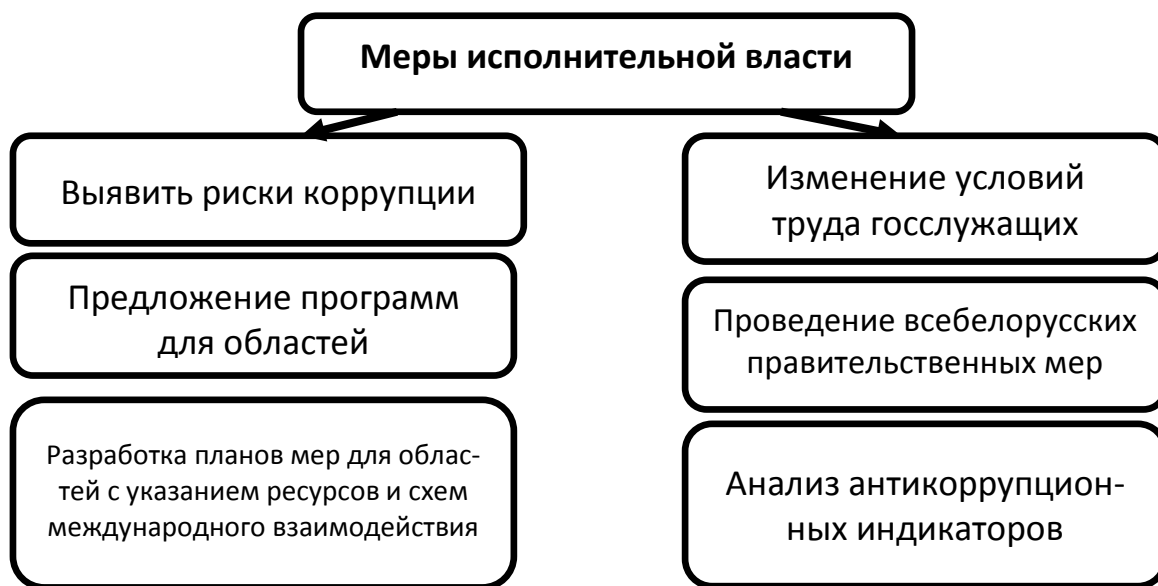 Меры исполнительной власти
Выявить риски коррупции
Предложение программ
для областей
Разработка планов мер для облас-
тей с указанием ресурсов и схем
международного взаимодействия
Изменение условий
труда госслужащих
Проведение всебелорусских
правительственных мер
Анализ антикоррупцион-
ных индикаторов